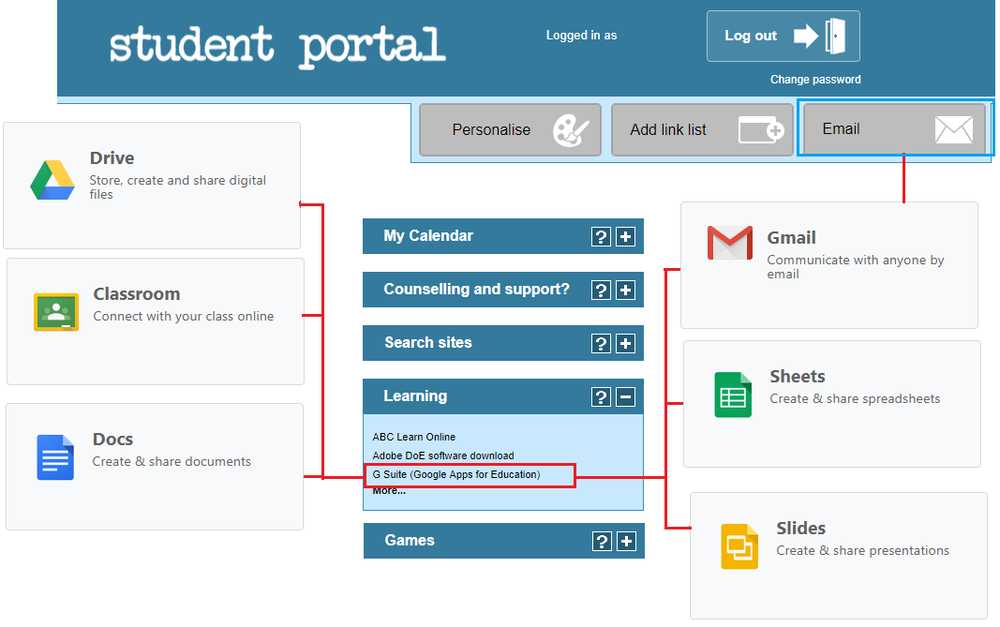 student portal
Logged in as
Log out
Change password
Personalise
Add link list
Email
Drive
Store, create and share digital
files
Classroom
Connect with your class online
Docs
Create & share documents
My Calendar
?
+
Counselling and support?
?
+
Search sites
?
+
Learning
?
−
ABC Learn Online
Adobe DoE software download
G Suite (Google Apps for Education)
More...
Games
?
+
Gmail
Communicate with anyone by
email
Sheets
Create & share spreadsheets
Slides
Create & share presentations